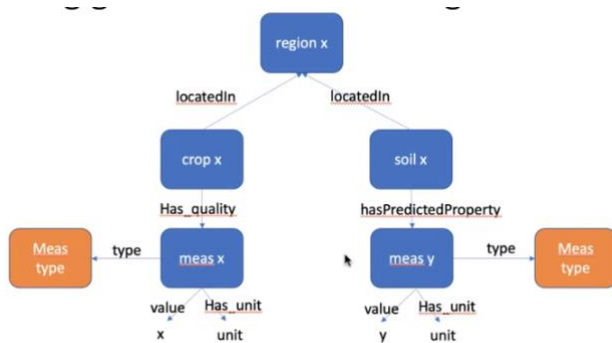 region x
locatedIn
locatedIn
crop x
soil x
Has_quality
hasPredictedProperty
Meas
type
type
meas x
meas y
type
Meas
type
value
Has_unit
value
Has_unit
x
unit
y
unit